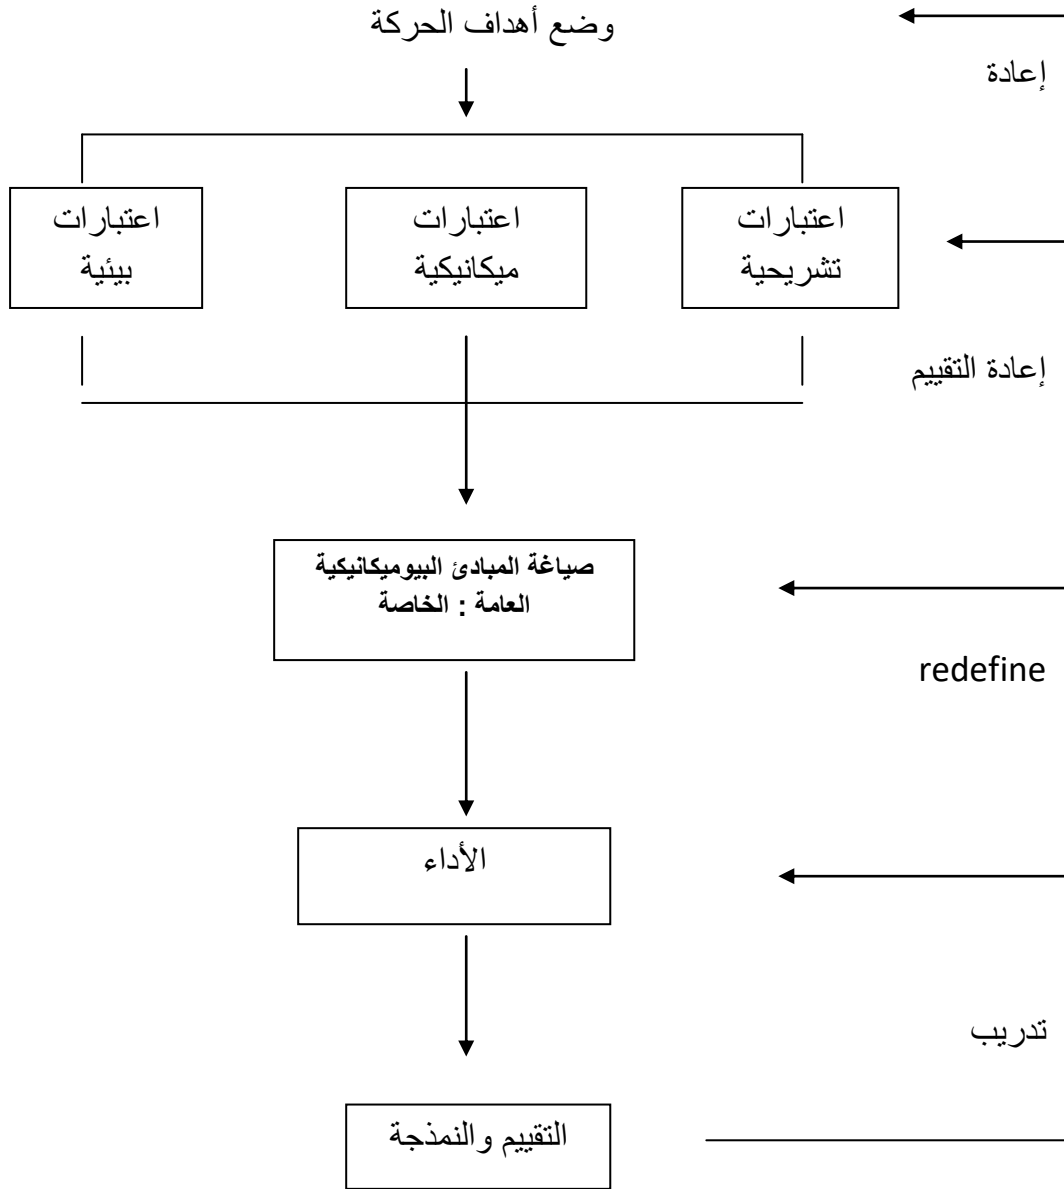 وضع أهداف الحركة
إعادة
اعتبارات
تشريحية
اعتبارات
ميكانيكية
اعتبارات
بيئية
إعادة التقييم
صياغة المبادئ البيوميكانيكية
العامة : الخاصة
redefine
الأداء
تدريب
التقييم والنمذجة